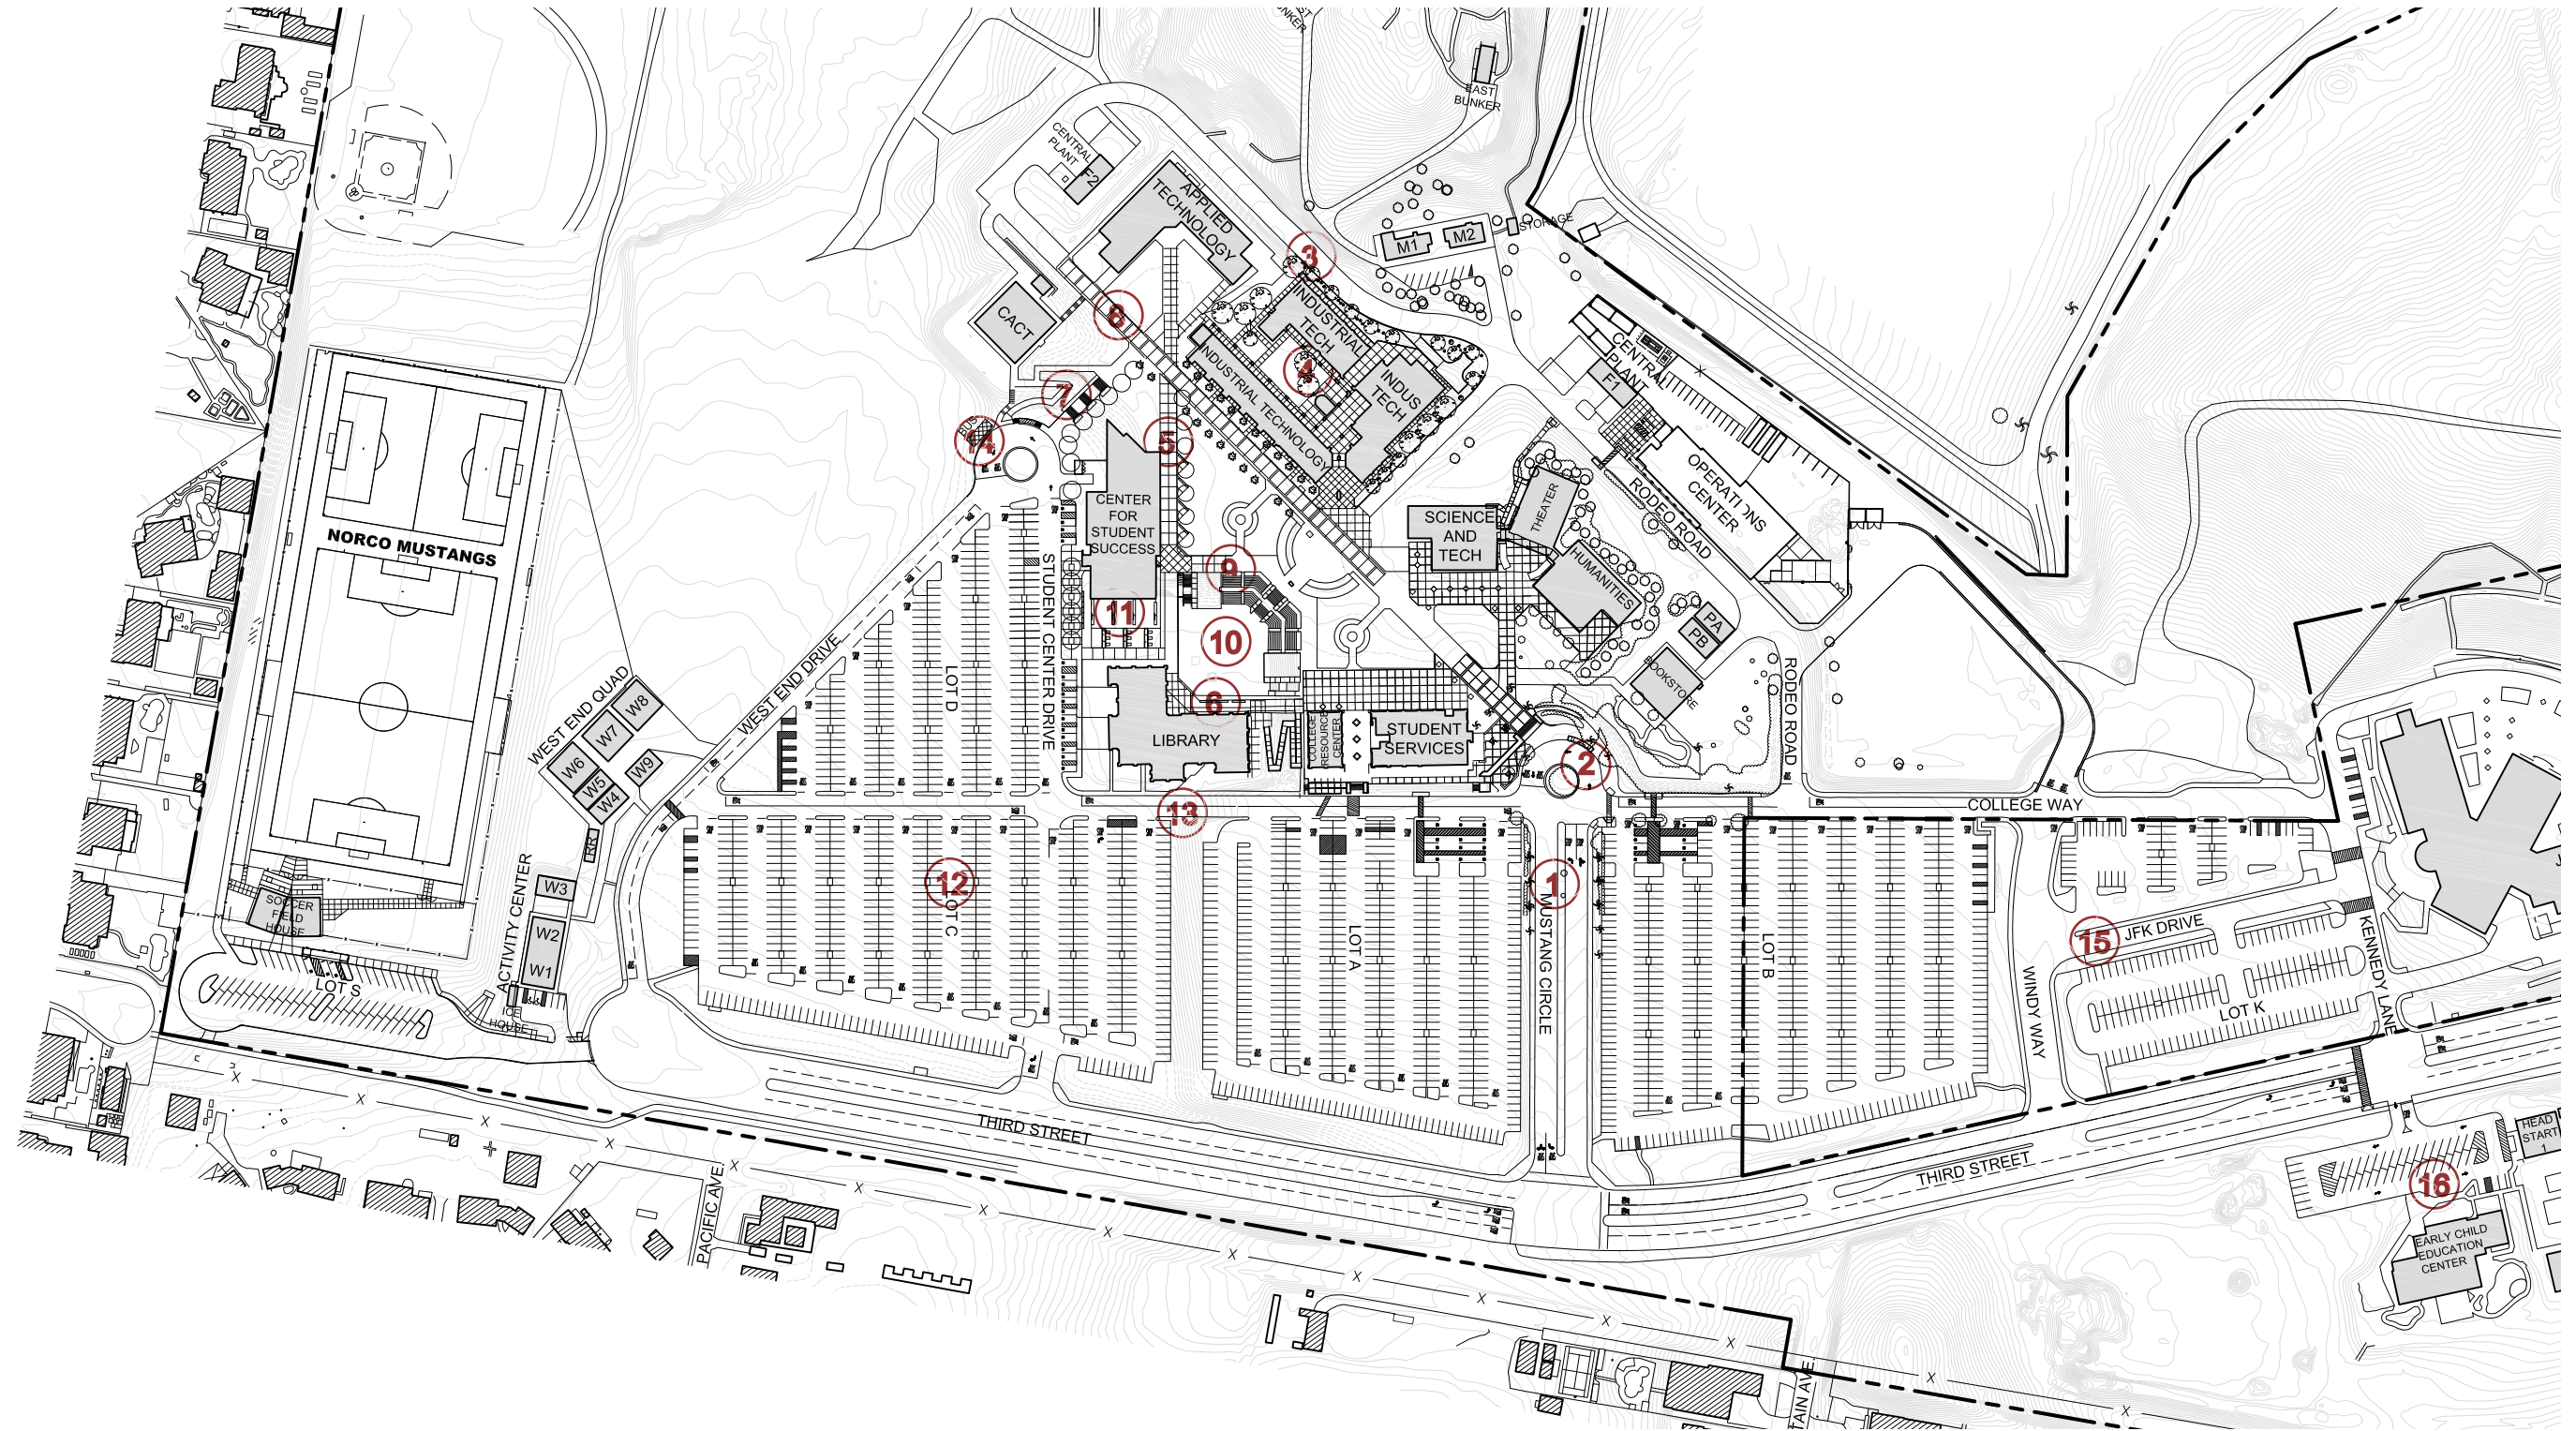 EAST
BUNKER
CENTRAL
PLANT
F2
APPLIED
TECHNOLOGY
STORAGE
M1
M2
3
CACT
8
INDUSTRIAL
TECH
4
INDUSTRIAL TECHNOLOGY
INDUS
TECH
CENTRAL
PLANT
F1
7
BUS
14
5
OPERATIONS
CENTER
RODEO ROAD
CENTER
FOR
STUDENT
SUCCESS
SCIENCE
AND
TECH
THEATER
HUMANITIES
NORCO MUSTANGS
STUDENT CENTER DRIVE
9
11
10
PA
PB
BOOKSTORE
RODEO ROAD
WEST END DRIVE
LOT D
6
LIBRARY
COLLEGE
RESOURCE
CENTER
STUDENT
SERVICES
2
WEST END QUAD
W8
W7
W6
W5
W4
W9
RR
13
COLLEGE WAY
12
LOT C
LOT A
1
MUSTANG CIRCLE
LOT B
WINDY WAY
15
JFK DRIVE
KENNEDY LANE
LOT K
SOCCER
FIELD
HOUSE
ACTIVITY CENTER
W3
W2
W1
LOT S
ICE
HOUSE
THIRD STREET
THIRD STREET
PACIFIC AVE.
HEAD
START
1
16
EARLY CHILD
EDUCATION
CENTER
TAIN AVE.